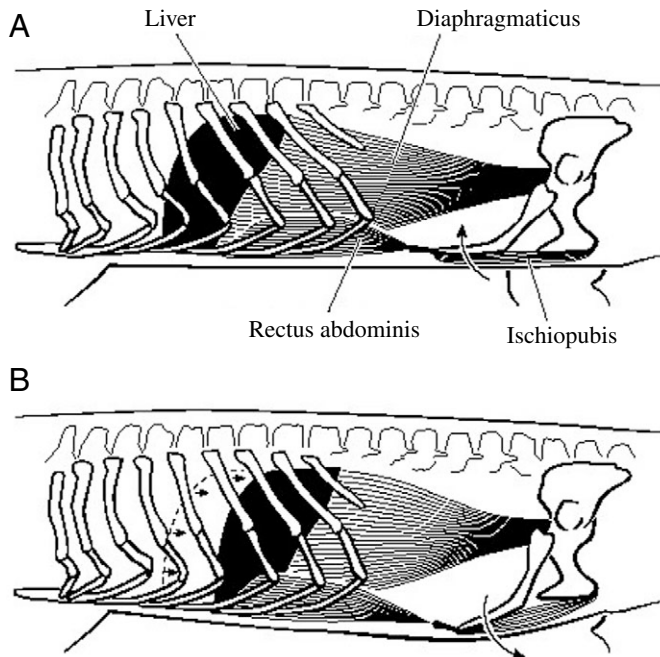 A
Liver
Diaphragmaticus
Rectus abdominis
Ischiopubis
B